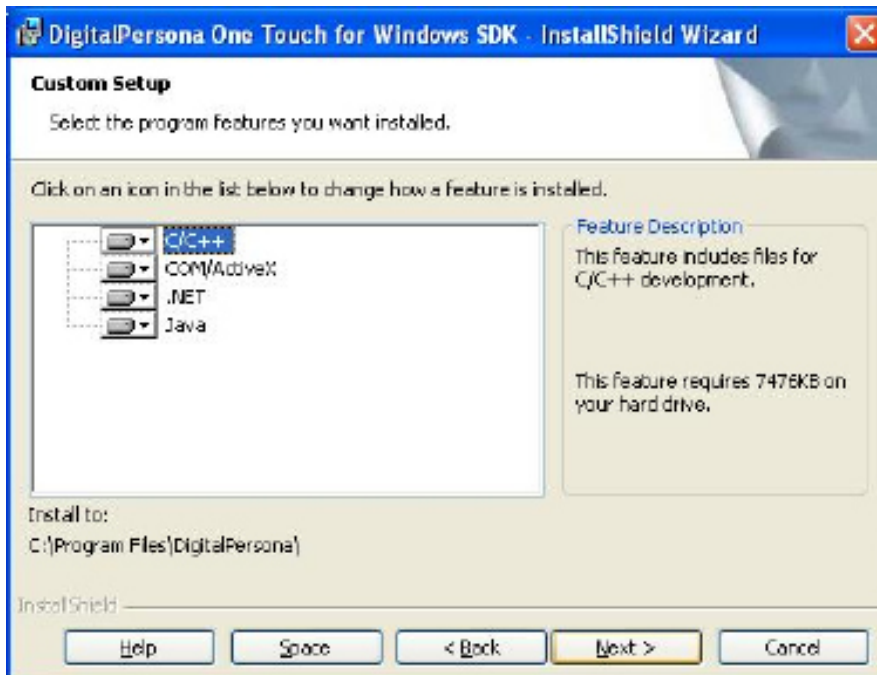 DigitalPersona One Touch for Windows SDK - InstallShield Wizard
Custom Setup
Select the program features you want installed.
Click on an icon in the list below to change how a feature is installed.
C/C++
COM/ActiveX
.NET
Java
Feature Description
This feature includes files for
C/C++ development.
This feature requires 7476KB on
your hard drive.
Install to:
C:\Program Files\DigitalPersona\
InstallShield
Help
Space
< Back
Next >
Cancel